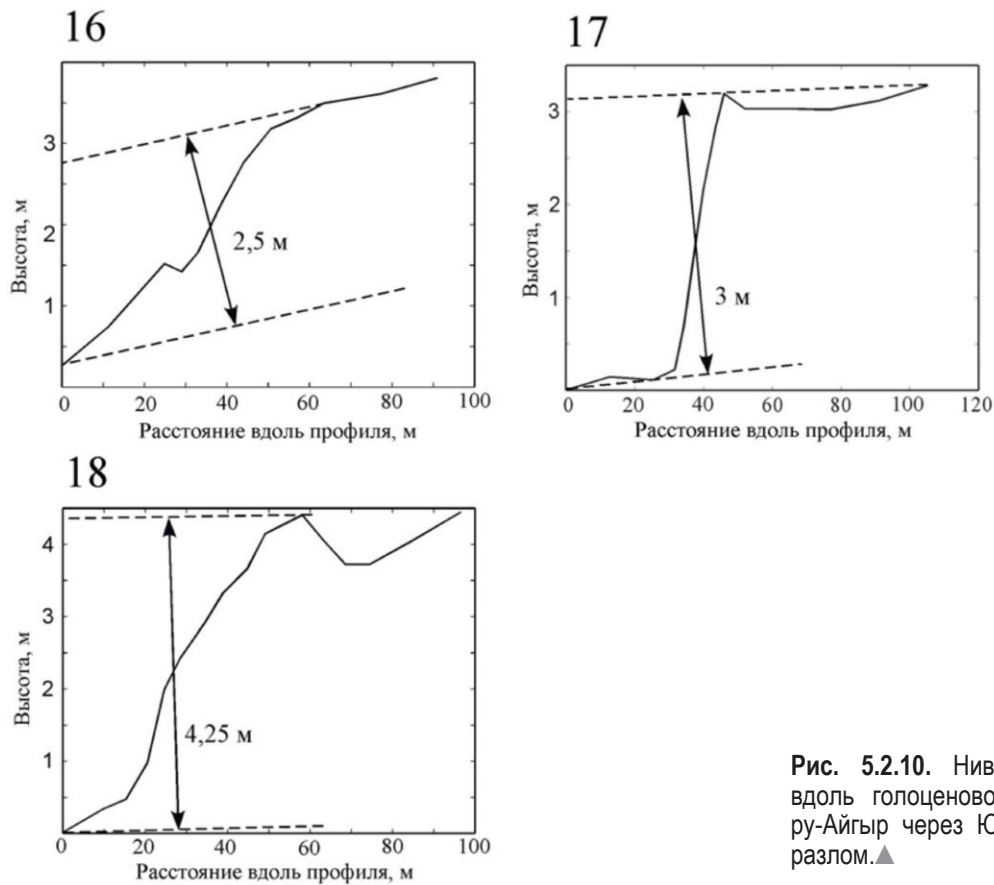 16
3
2
1
Высота, м
2,5 м
0 20 40 60 80 100
Расстояние вдоль профиля, м
17
3
2
1
Высота, м
3 м
0 20 40 60 80 100 120
Расстояние вдоль профиля, м
18
4
3
2
1
Высота, м
4,25 м
0 20 40 60 80 100
Расстояние вдоль профиля, м
Рис. 5.2.10. Нив
вдоль голоценово
ру-Айгыр через Ю
разлом.▲